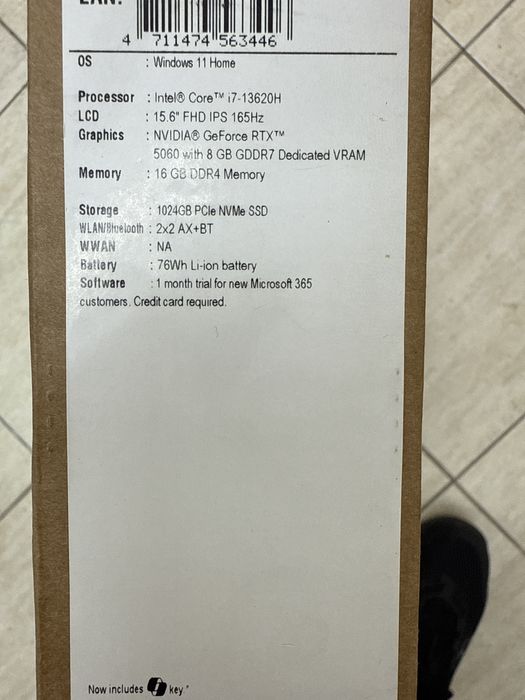 EAN:
4 711474 563446
OS : Windows 11 Home
Processor : Intel® Core™ i7-13620H
LCD : 15.6" FHD IPS 165Hz
Graphics : NVIDIA® GeForce RTX™
5060 with 8 GB GDDR7 Dedicated VRAM
Memory : 16 GB DDR4 Memory
Storage : 1024GB PCIe NVMe SSD
WLAN/Bluetooth : 2x2 AX+BT
WWAN : NA
Battery : 76Wh Li-ion battery
Software : 1 month trial for new Microsoft 365
customers. Credit card required.
Now includes key.*